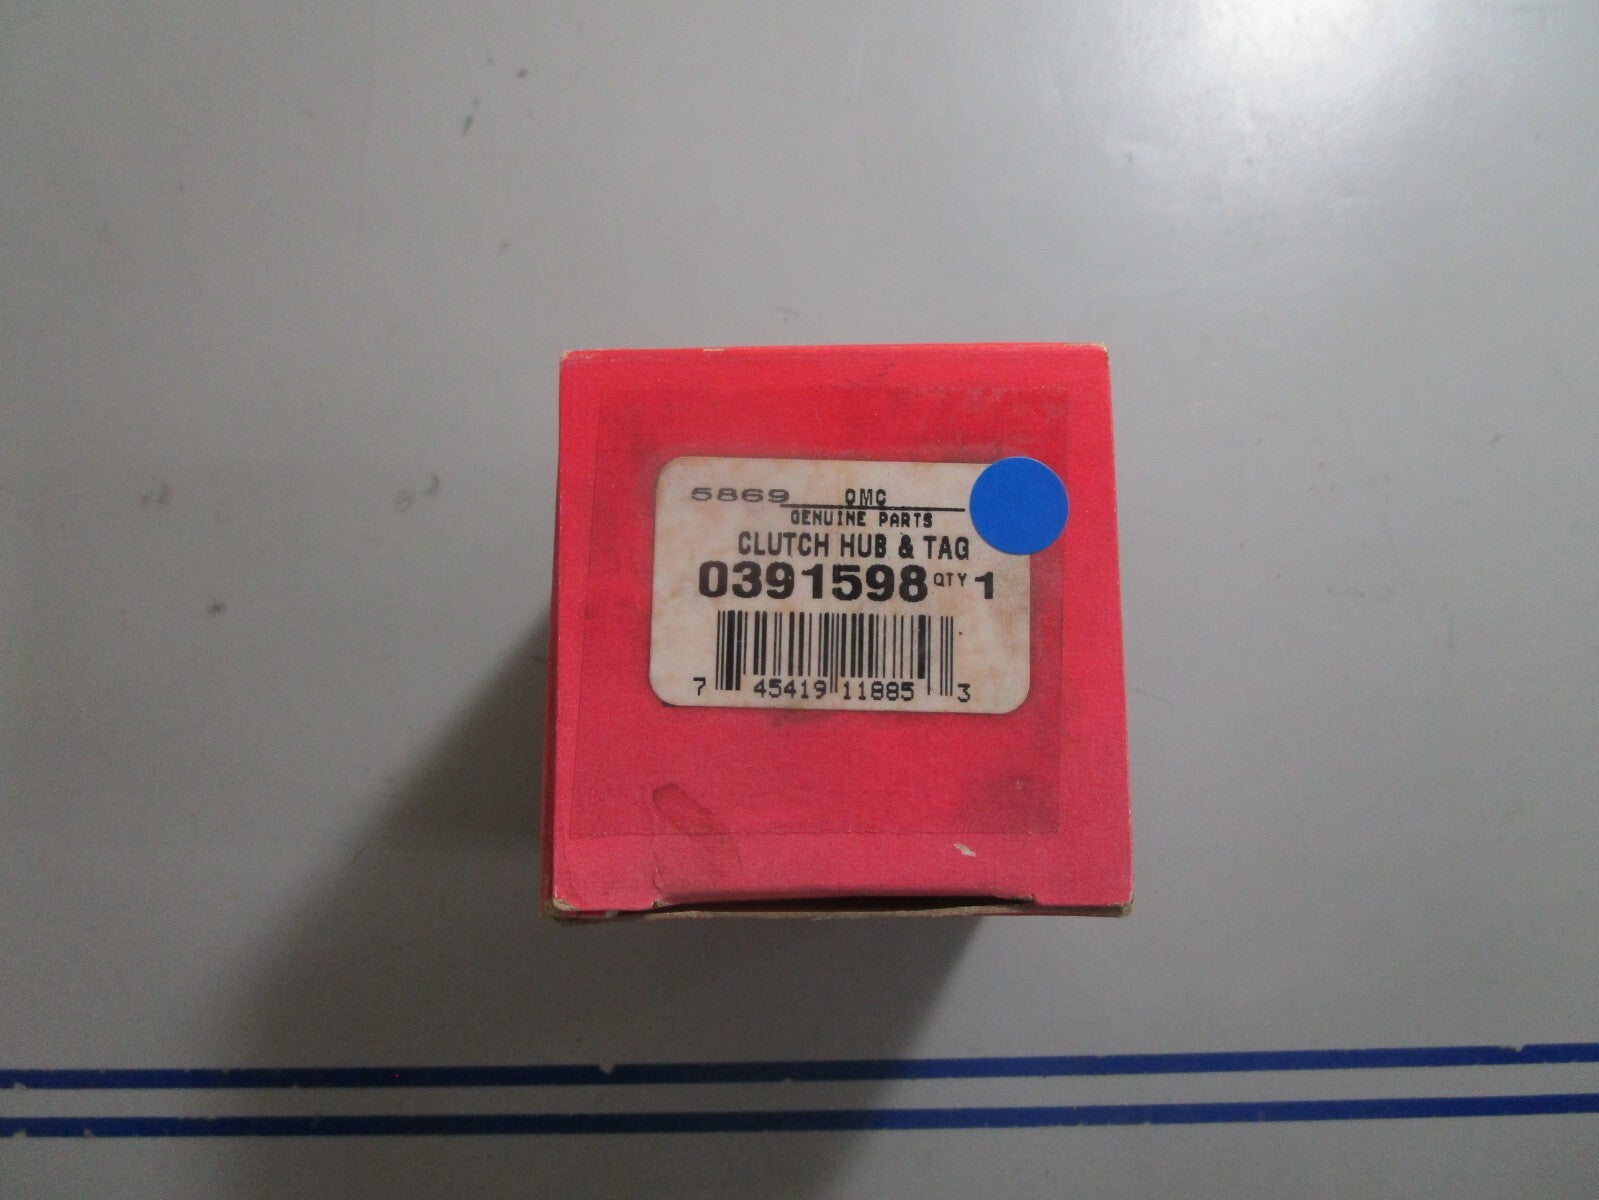 5869 OMC
GENUINE PARTS
CLUTCH HUB & TAG
0391598 QTY 1
7 45419 11885 3